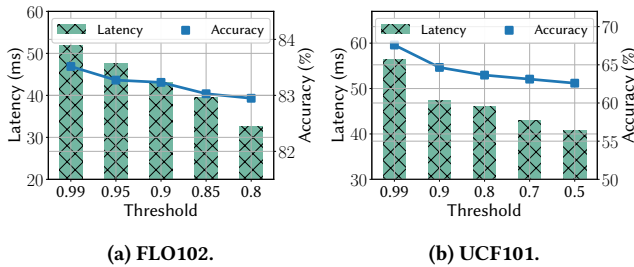 Latency Accuracy
60
50
40
30
20
Latency (ms)
84
83
82
Accuracy (%)
0.99 0.95 0.9 0.85 0.8
Threshold
(a) FLO102.
Latency Accuracy
60
50
40
30
Latency (ms)
70
65
60
55
50
Accuracy (%)
0.99 0.9 0.8 0.7 0.5
Threshold
(b) UCF101.